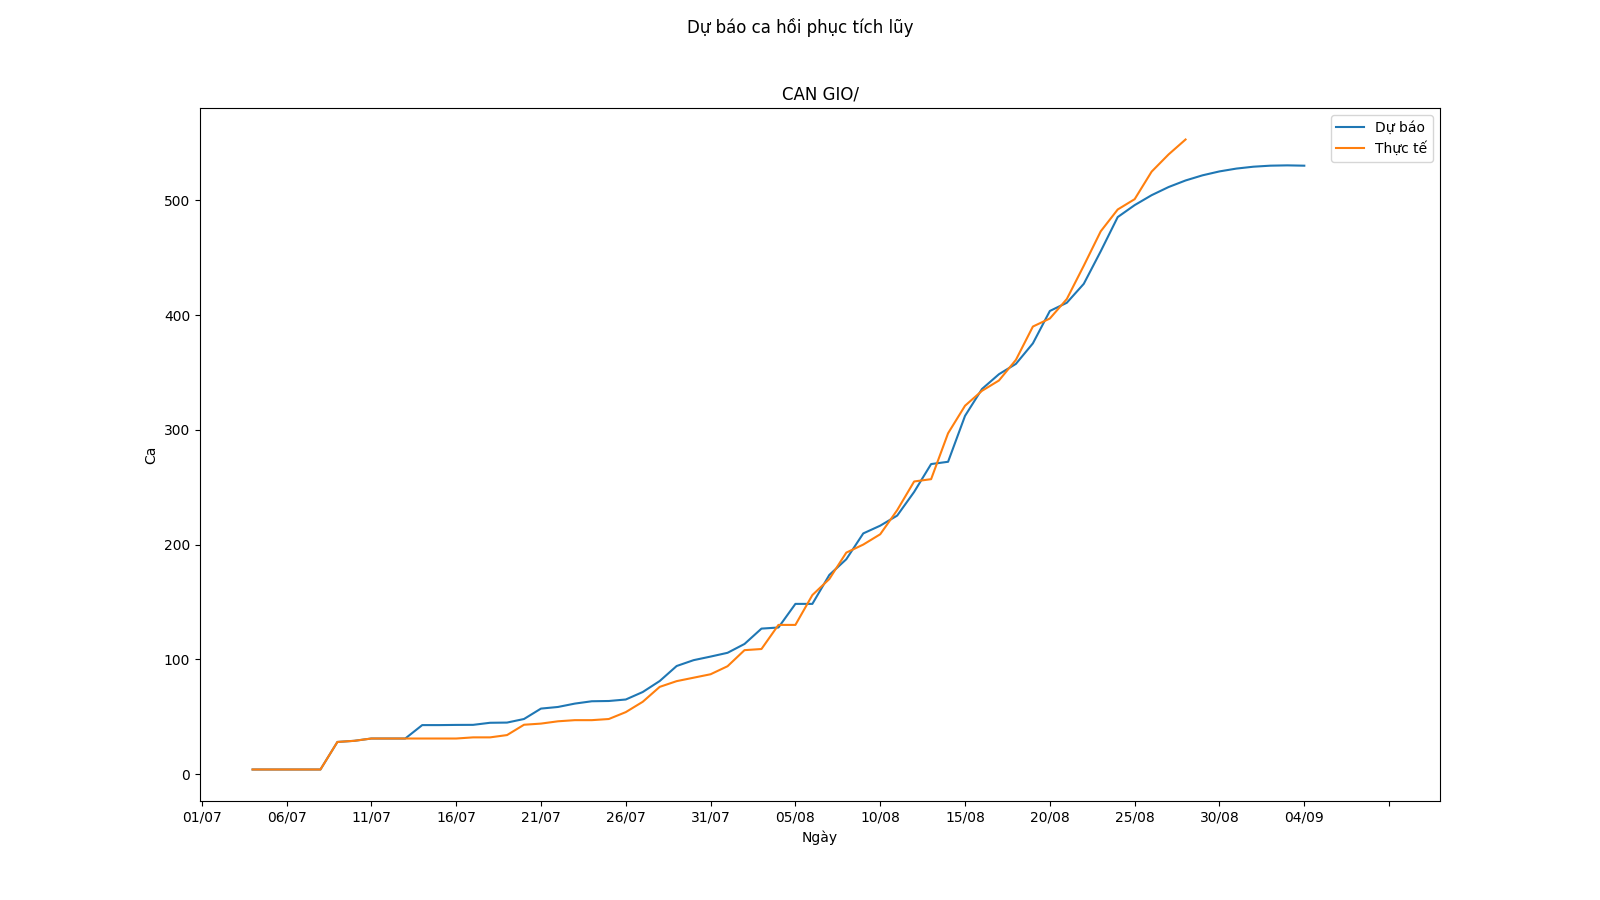 Dự báo ca hồi phục tích lũy
CAN GIO/
Dự báo
Thực tế
500
400
300
200
100
0
Ca
01/07 06/07 11/07 16/07 21/07 26/07 31/07 05/08 10/08 15/08 20/08 25/08 30/08 04/09
Ngày